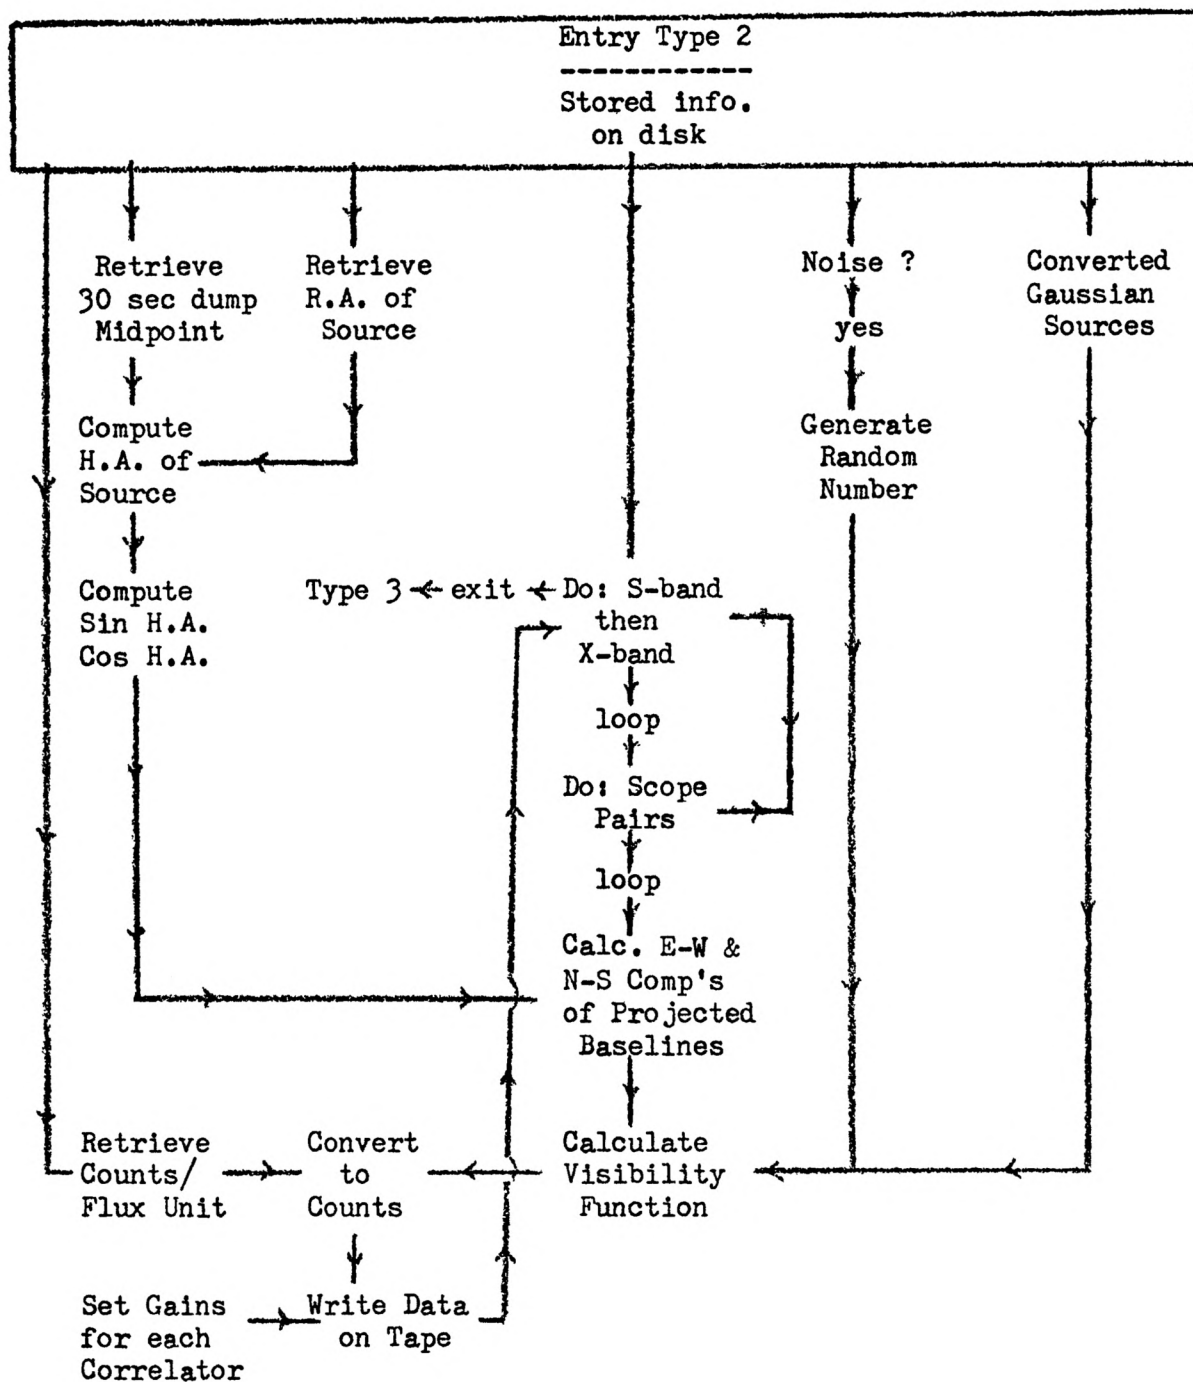 Entry Type 2
------------
Stored info.
on disk
Retrieve
30 sec dump
Midpoint
Retrieve
R.A. of
Source
Noise ?
yes
Generate
Random
Number
Converted
Gaussian
Sources
Compute
H.A. of
Source
Compute
Sin H.A.
Cos H.A.
Type 3
exit
Do: S-band
then
X-band
loop
Do: Scope
Pairs
loop
Calc. E-W &
N-S Comp's
of Projected
Baselines
Retrieve
Counts/
Flux Unit
Convert
to
Counts
Calculate
Visibility
Function
Set Gains
for each
Correlator
Write Data
on Tape